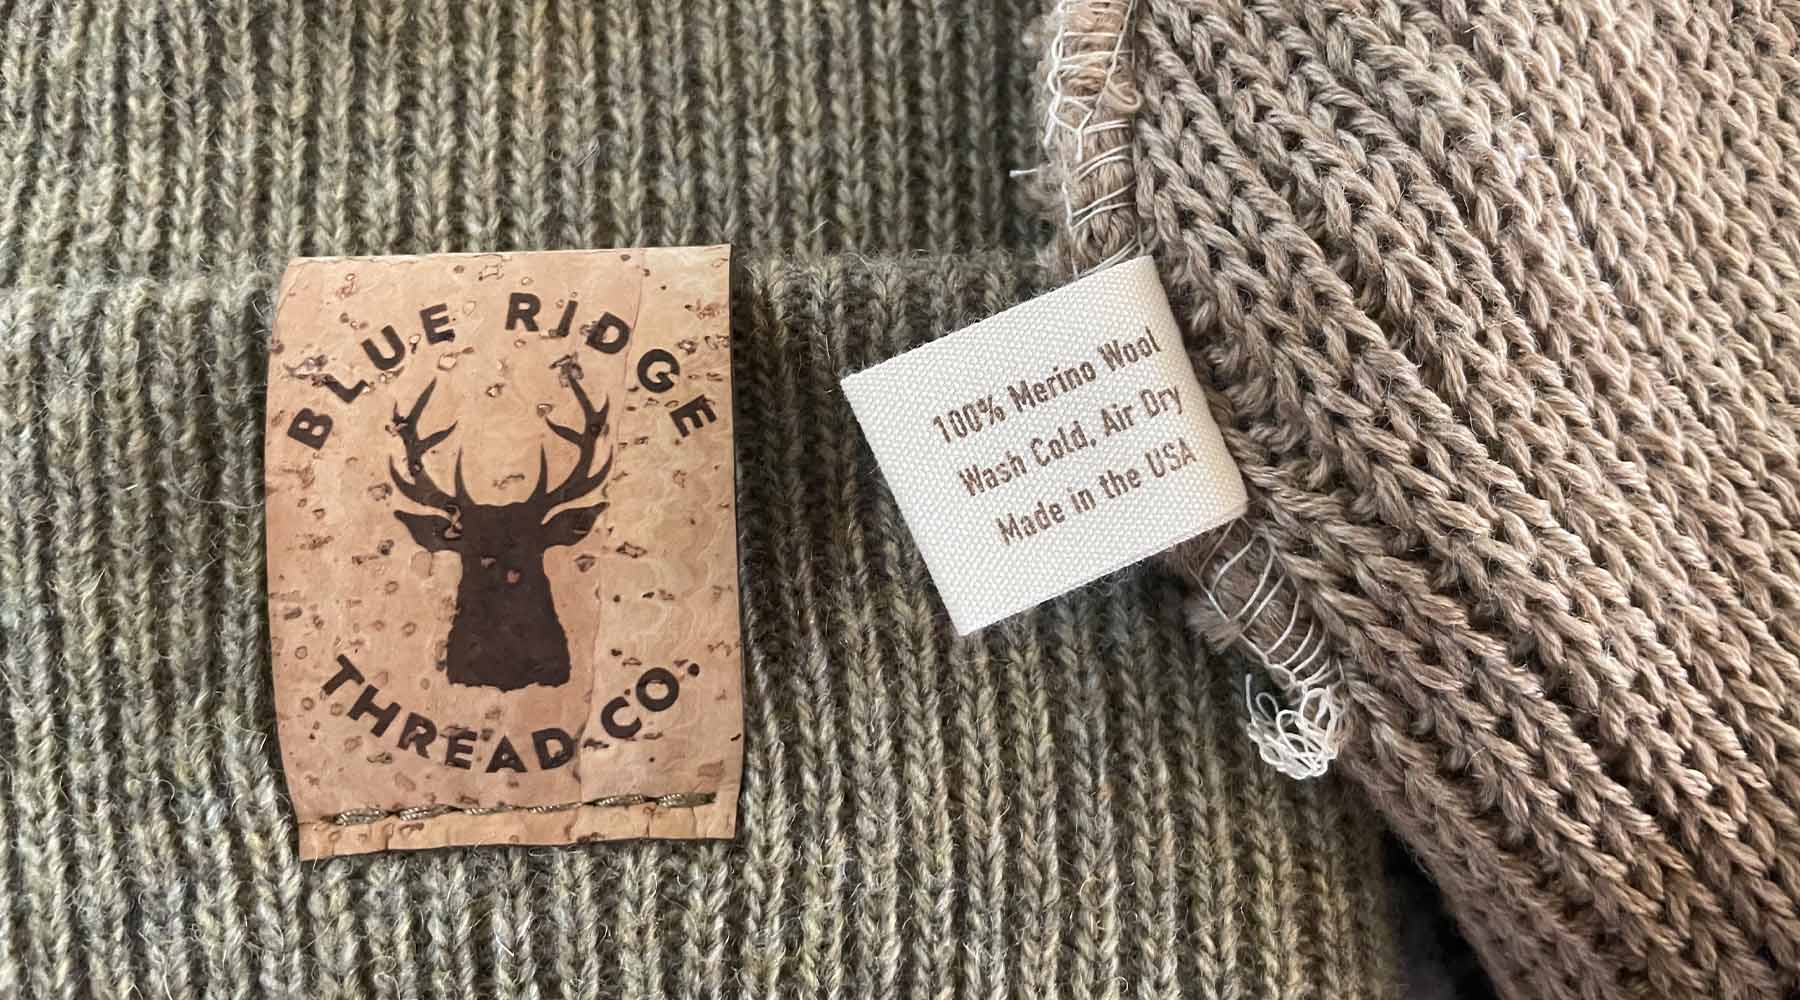 BLUE RIDGE
THREAD CO.
100% Merino Wool
Wash Cold, Air Dry
Made in the USA